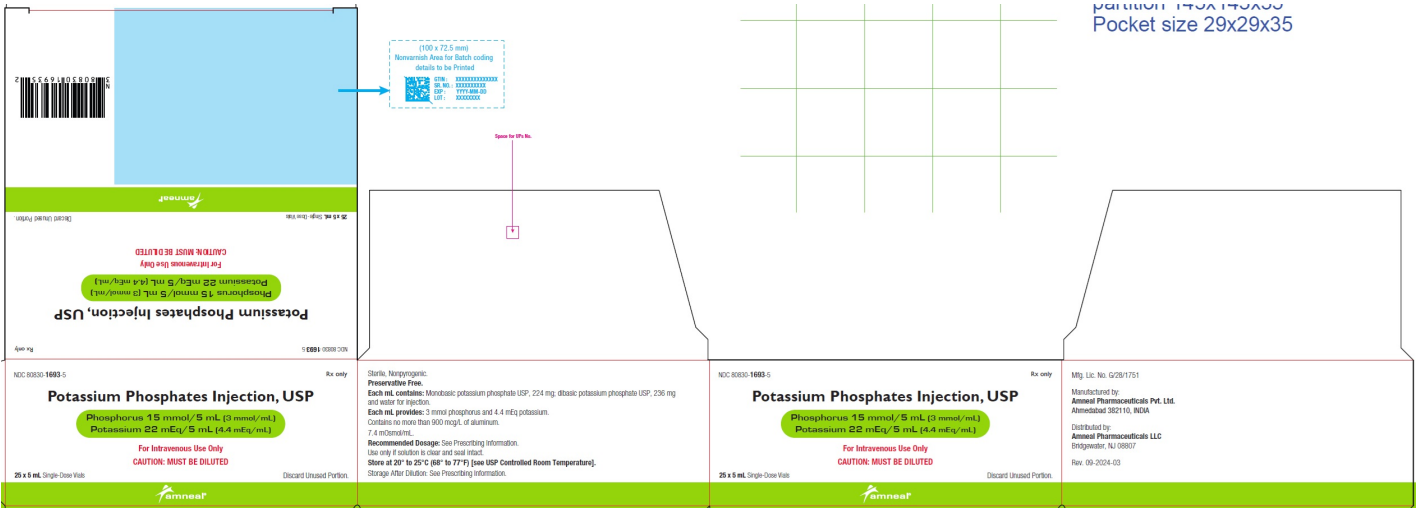 partition 145x145x35
Pocket size 29x29x35
(100 x 72.5 mm)
Nonvarnish Area for Batch coding
details to be Printed
GTIN : XXXXXXXXXXXXXX
SR. NO. : XXXXXXXXXX
EXP : YYYY-MM-DD
LOT : XXXXXXXX
Space for IIPs No.
N
3 80830 16935 2
amneal
25 x 5 mL Single-Dose Vials
Discard Unused Portion.
CAUTION: MUST BE DILUTED
For Intravenous Use Only
Potassium 22 mEq/5 mL (4.4 mEq/mL)
Phosphorus 15 mmol/5 mL (3 mmol/mL)
Potassium Phosphates Injection, USP
NDC 80830-1693-5
Rx only
NDC 80830-1693-5
Rx only
Potassium Phosphates Injection, USP
Phosphorus 15 mmol/5 mL (3 mmol/mL)
Potassium 22 mEq/5 mL (4.4 mEq/mL)
For Intravenous Use Only
CAUTION: MUST BE DILUTED
25 x 5 mL Single-Dose Vials
Discard Unused Portion.
amneal
Sterile, Nonpyrogenic.
Preservative Free.
Each mL contains: Monobasic potassium phosphate USP, 224 mg; dibasic potassium phosphate USP, 236 mg
and water for injection.
Each mL provides: 3 mmol phosphorus and 4.4 mEq potassium.
Contains no more than 900 mcg/L of aluminum.
7.4 mOsmol/mL.
Recommended Dosage: See Prescribing Information.
Use only if solution is clear and seal intact.
Store at 20° to 25°C (68° to 77°F) [see USP Controlled Room Temperature].
Storage After Dilution: See Prescribing Information.
NDC 80830-1693-5
Rx only
Potassium Phosphates Injection, USP
Phosphorus 15 mmol/5 mL (3 mmol/mL)
Potassium 22 mEq/5 mL (4.4 mEq/mL)
For Intravenous Use Only
CAUTION: MUST BE DILUTED
25 x 5 mL Single-Dose Vials
Discard Unused Portion.
amneal
Mfg. Lic. No. G/28/1751
Manufactured by:
Amneal Pharmaceuticals Pvt. Ltd.
Ahmedabad 382110, INDIA
Distributed by:
Amneal Pharmaceuticals LLC
Bridgewater, NJ 08807
Rev. 09-2024-03